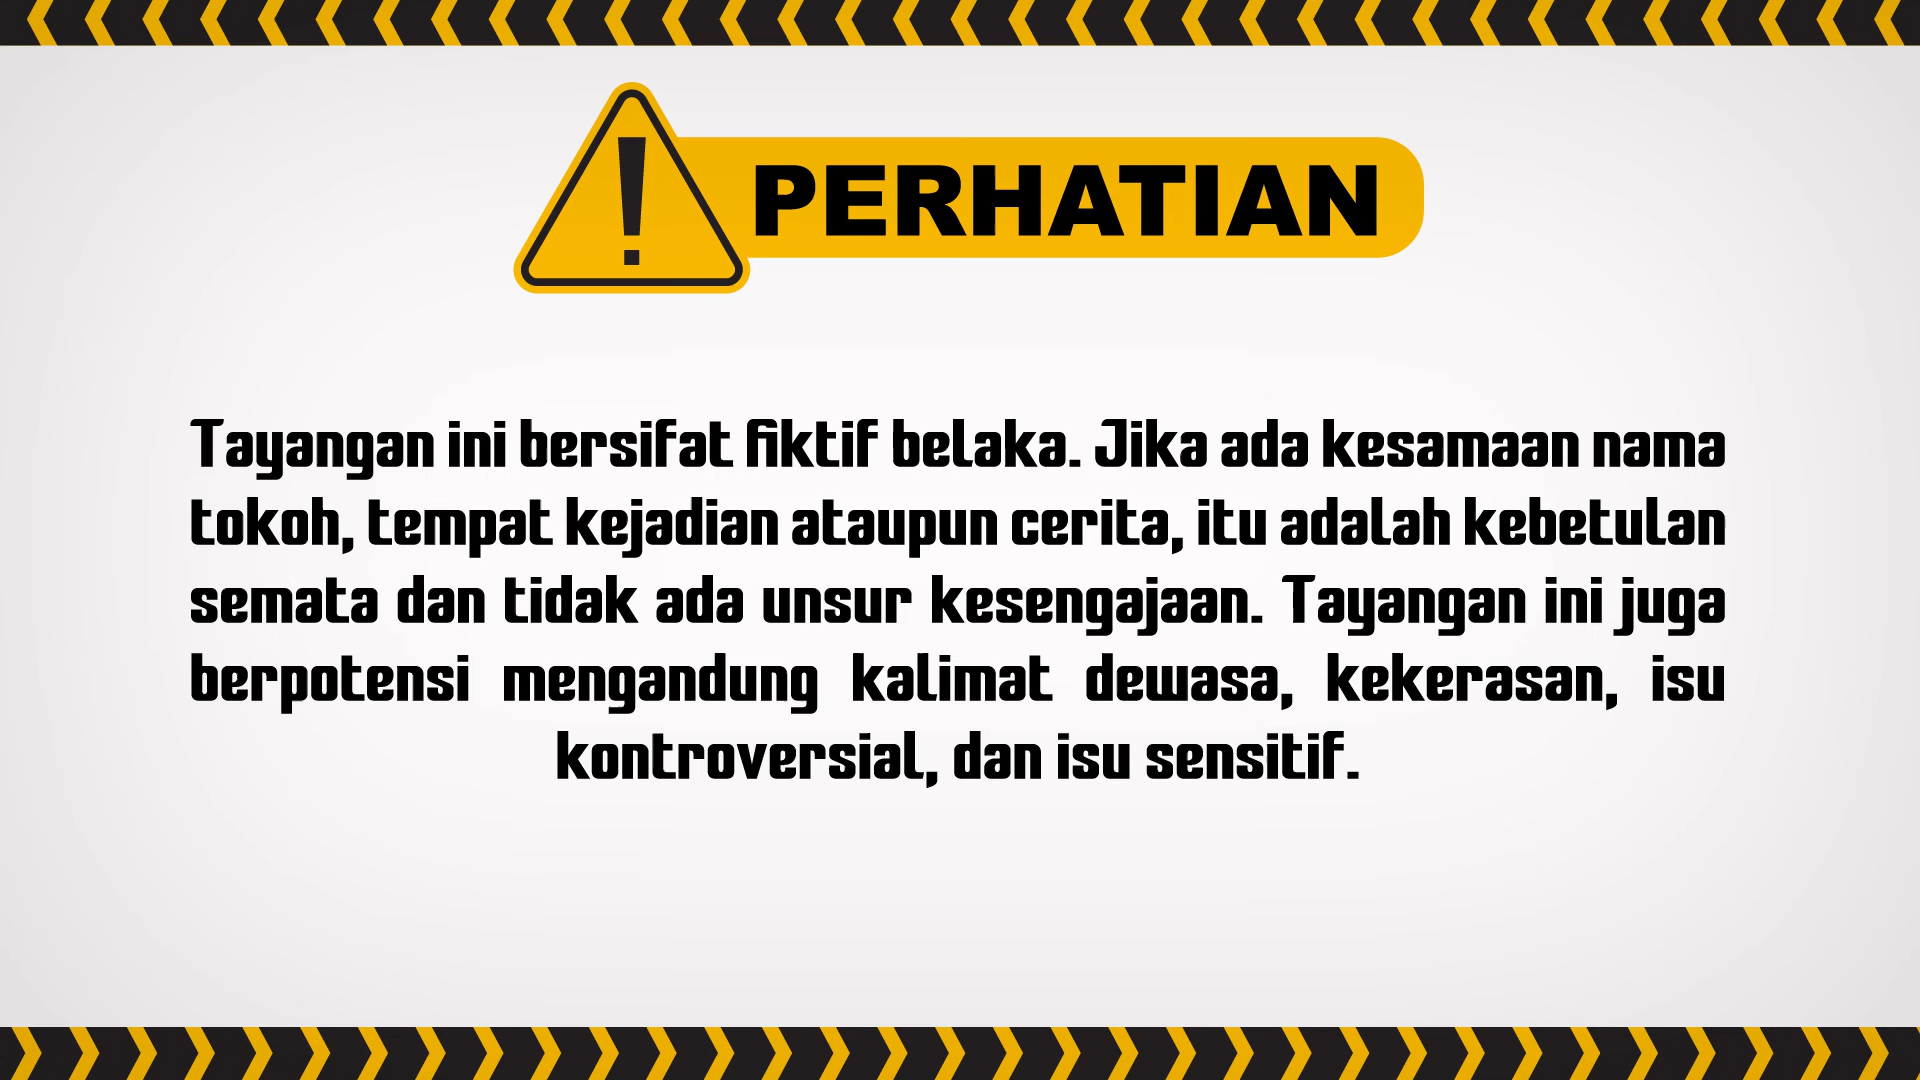 PERHATIAN
Tayangan ini bersifat fiktif belaka. Jika ada kesamaan nama
tokoh, tempat kejadian ataupun cerita, itu adalah kebetulan
semata dan tidak ada unsur kesengajaan. Tayangan ini juga
berpotensi mengandung kalimat dewasa, kekerasan, isu
kontroversial, dan isu sensitif.